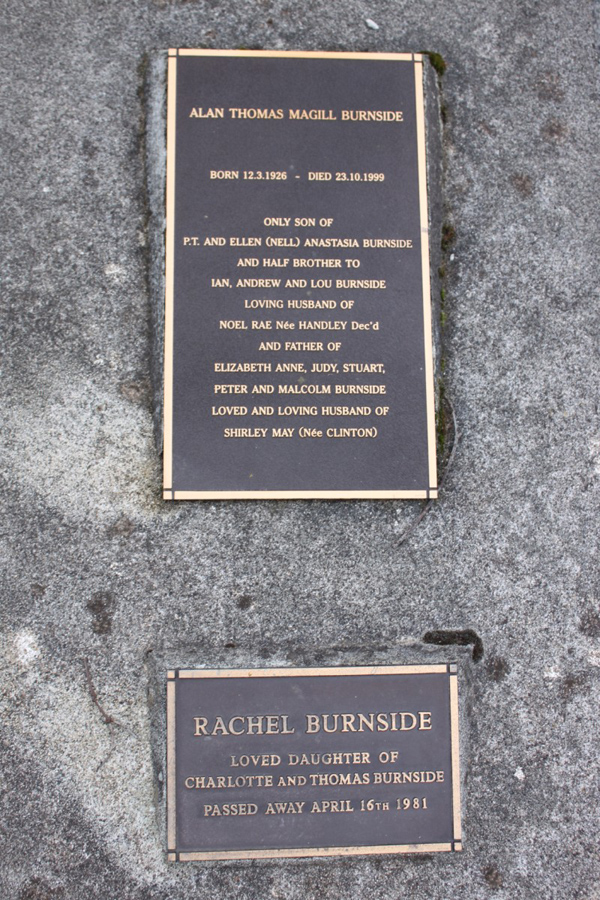 ALAN THOMAS MAGILL BURNSIDE
BORN 12.3.1926 - DIED 23.10.1999
ONLY SON OF
P.T. AND ELLEN (NELL) ANASTASIA BURNSIDE
AND HALF BROTHER TO
IAN, ANDREW AND LOU BURNSIDE
LOVING HUSBAND OF
NOEL RAE Née HANDLEY Dec'd
AND FATHER OF
ELIZABETH ANNE, JUDY, STUART,
PETER AND MALCOLM BURNSIDE
LOVED AND LOVING HUSBAND OF
SHIRLEY MAY (Née CLINTON)
RACHEL BURNSIDE
LOVED DAUGHTER OF
CHARLOTTE AND THOMAS BURNSIDE
PASSED AWAY APRIL 16TH 1981